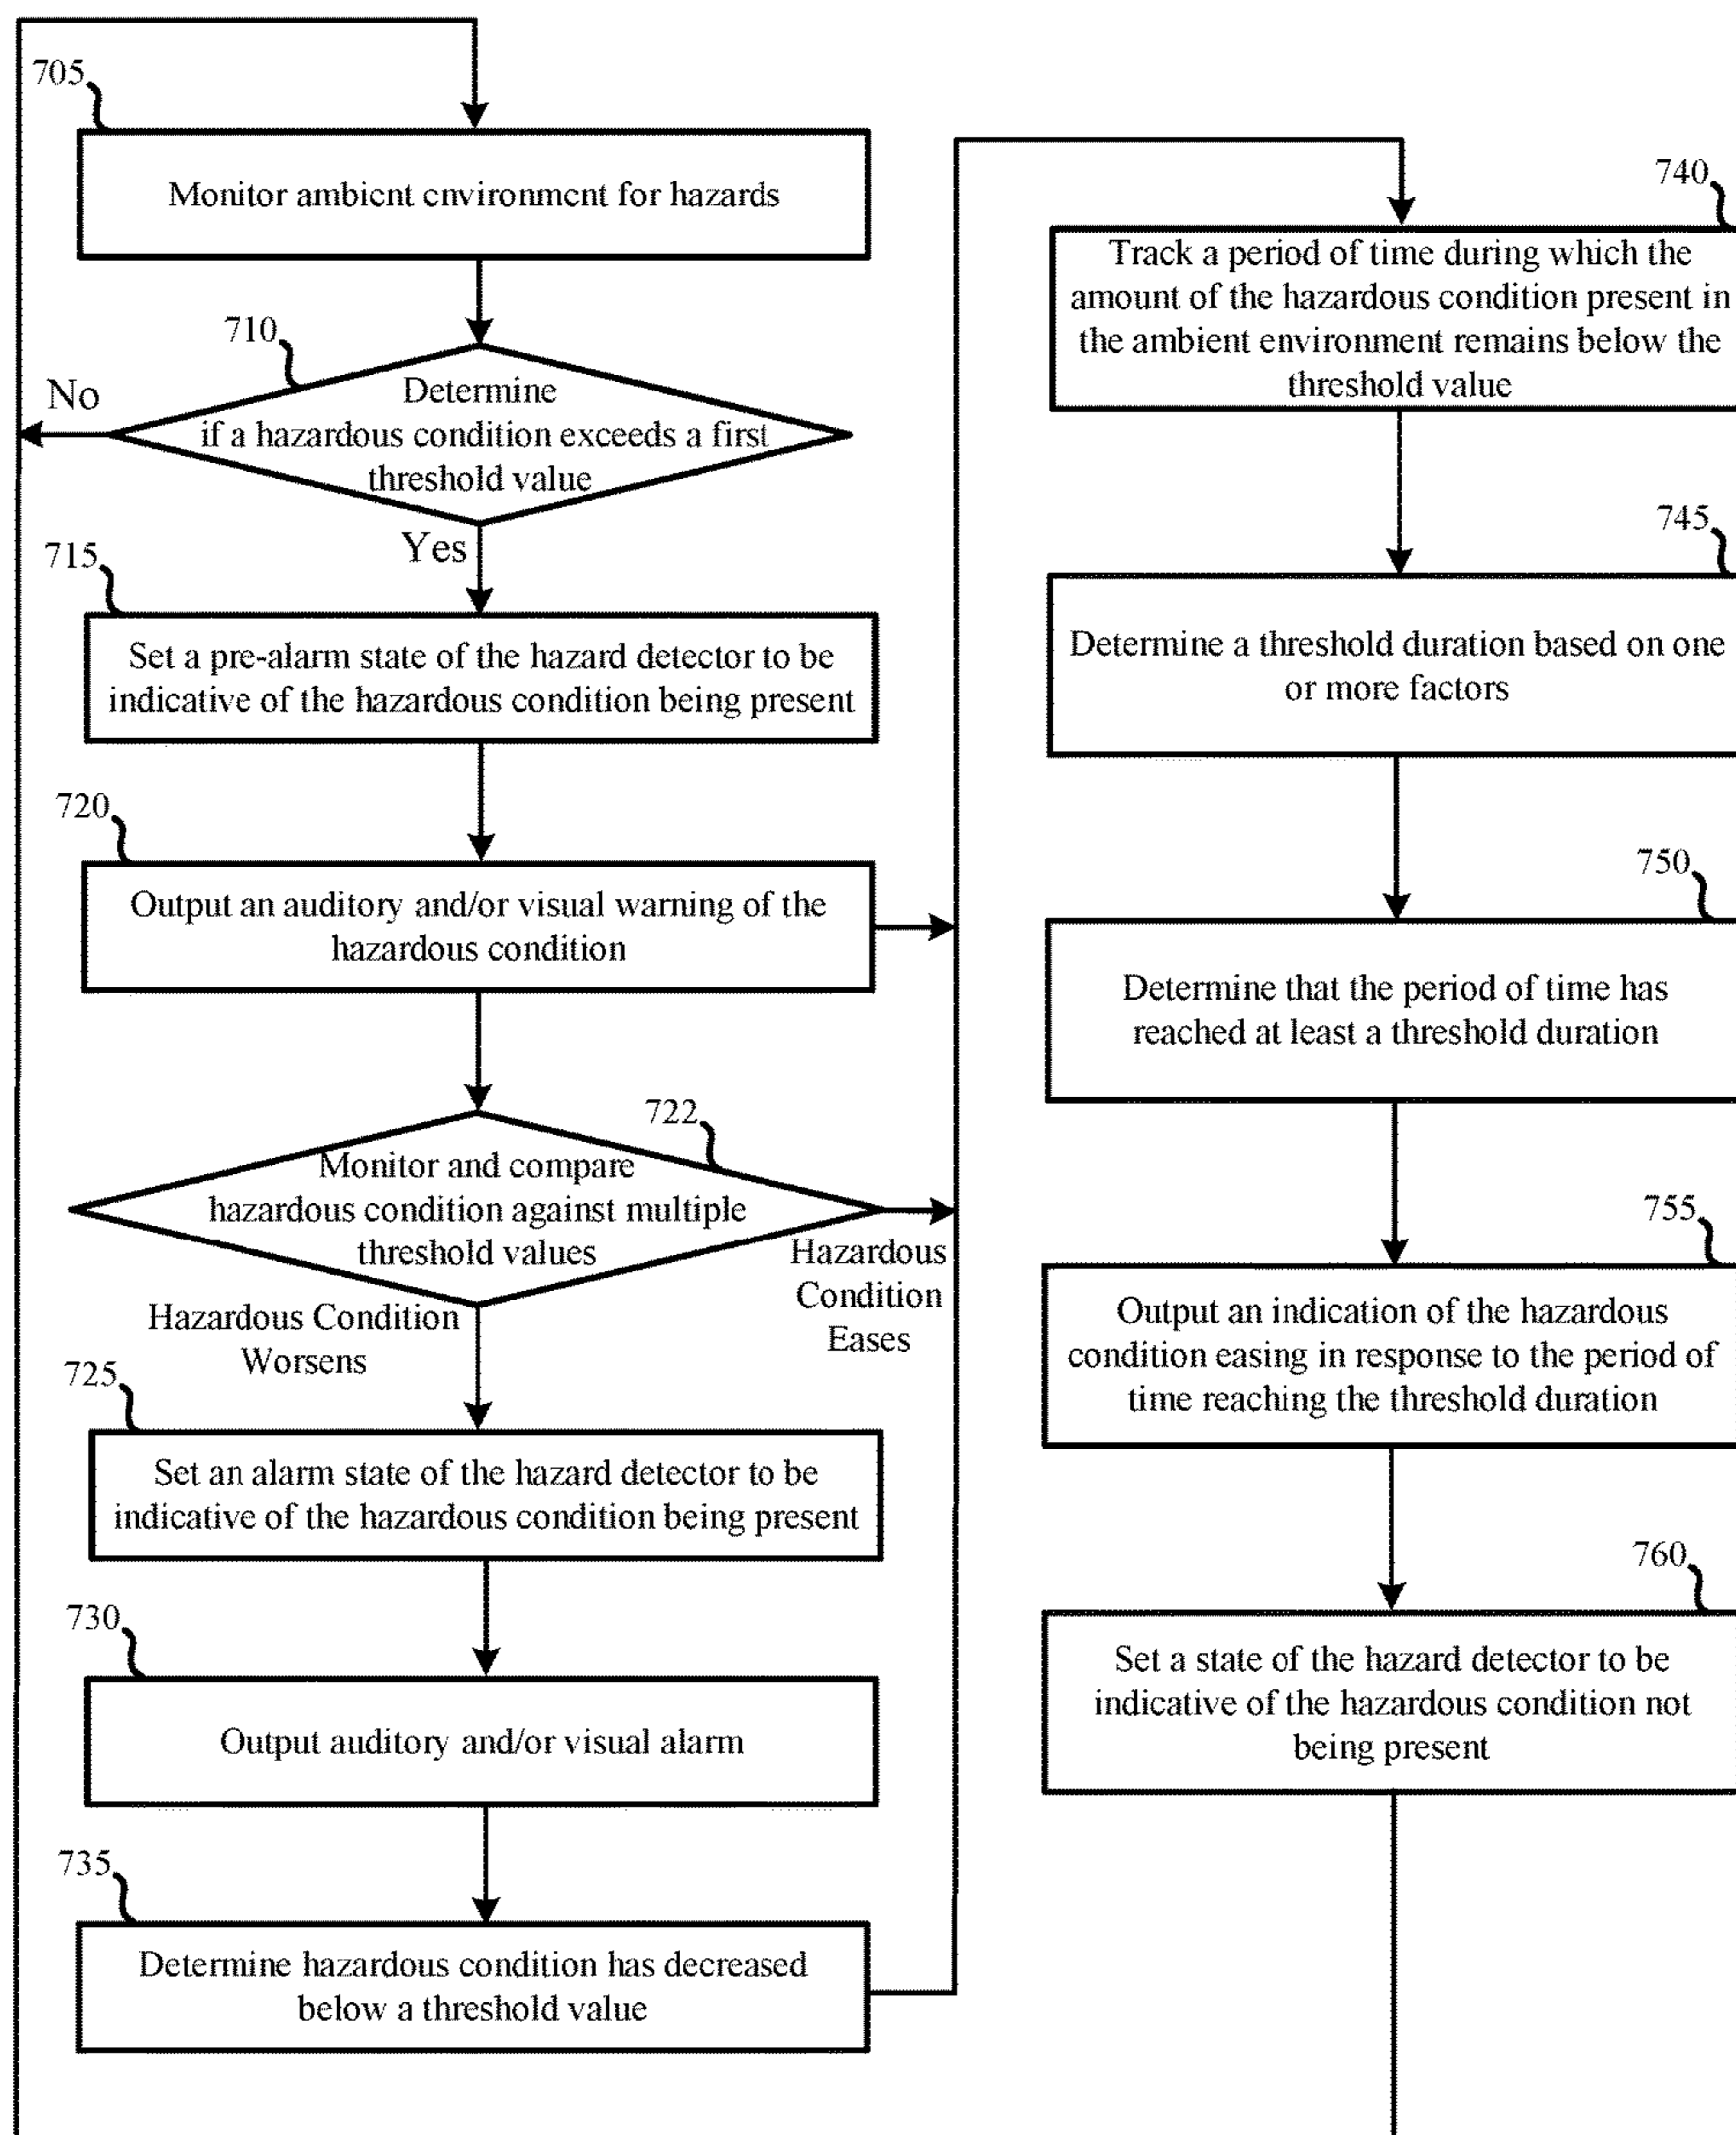 705
Monitor ambient environment for hazards
710
No
Determine
if a hazardous condition exceeds a first
threshold value
Yes
715
Set a pre-alarm state of the hazard detector to be
indicative of the hazardous condition being present
720
Output an auditory and/or visual warning of the
hazardous condition
722
Monitor and compare
hazardous condition against multiple
threshold values
Hazardous
Condition
Eases
Hazardous Condition
Worsens
725
Set an alarm state of the hazard detector to be
indicative of the hazardous condition being present
730
Output auditory and/or visual alarm
735
Determine hazardous condition has decreased
below a threshold value
740
Track a period of time during which the
amount of the hazardous condition present in
the ambient environment remains below the
threshold value
745
Determine a threshold duration based on one
or more factors
750
Determine that the period of time has
reached at least a threshold duration
755
Output an indication of the hazardous
condition easing in response to the period of
time reaching the threshold duration
760
Set a state of the hazard detector to be
indicative of the hazardous condition not
being present